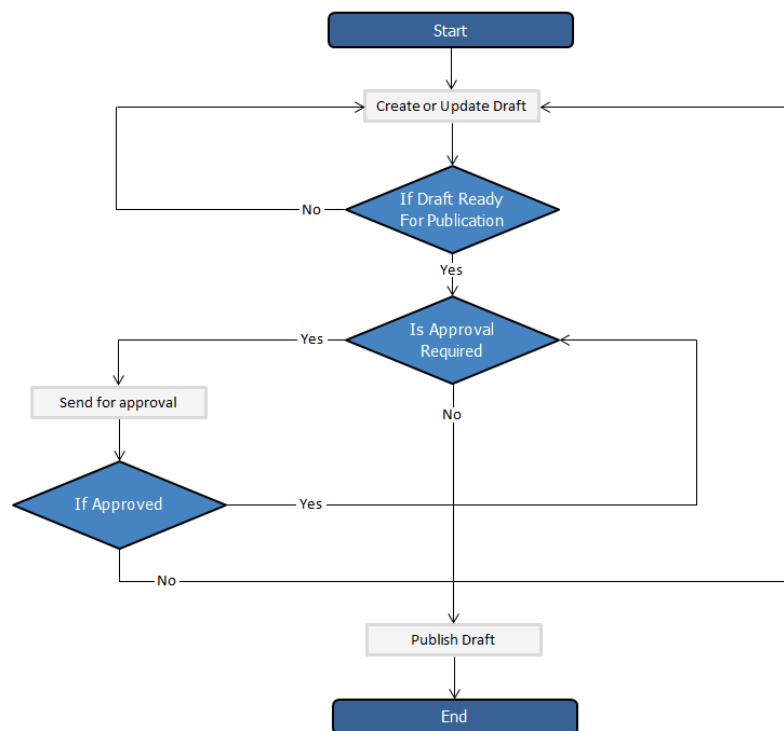 Start
Create or Update Draft
If Draft Ready
For Publication
No
Yes
Is Approval
Required
Yes
No
Send for approval
If Approved
Yes
No
Publish Draft
End